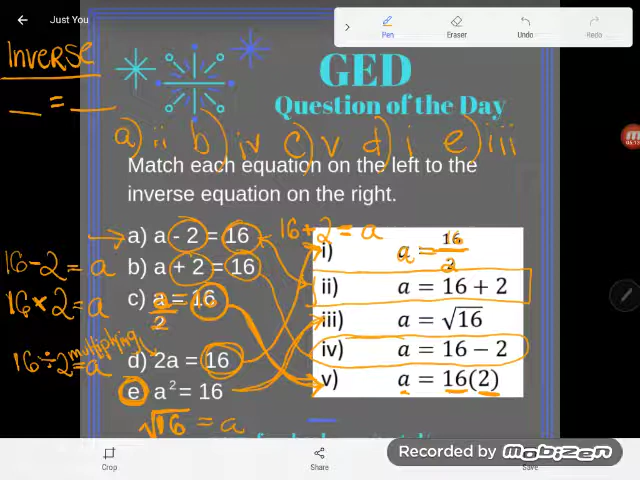 Just You
Pen
Eraser
Undo
Redo
Inverse
_ = _
GED
Question of the Day
a) ii b) iv c) v d) i e) iii
Match each equation on the left to the
inverse equation on the right.
a) a - 2 = 16
16 + 2 = a
b) a + 2 = 16
c) a/2 = 16
d) 2a = 16
e) a² = 16
√16 = a
16 - 2 = a
16 × 2 = a
multiplying
16 ÷ 2 = a
i) a = 16/2
ii) a = 16 + 2
iii) a = √16
iv) a = 16 − 2
v) a = 16(2)
Recorded by Mobizen
Crop
Share
Save